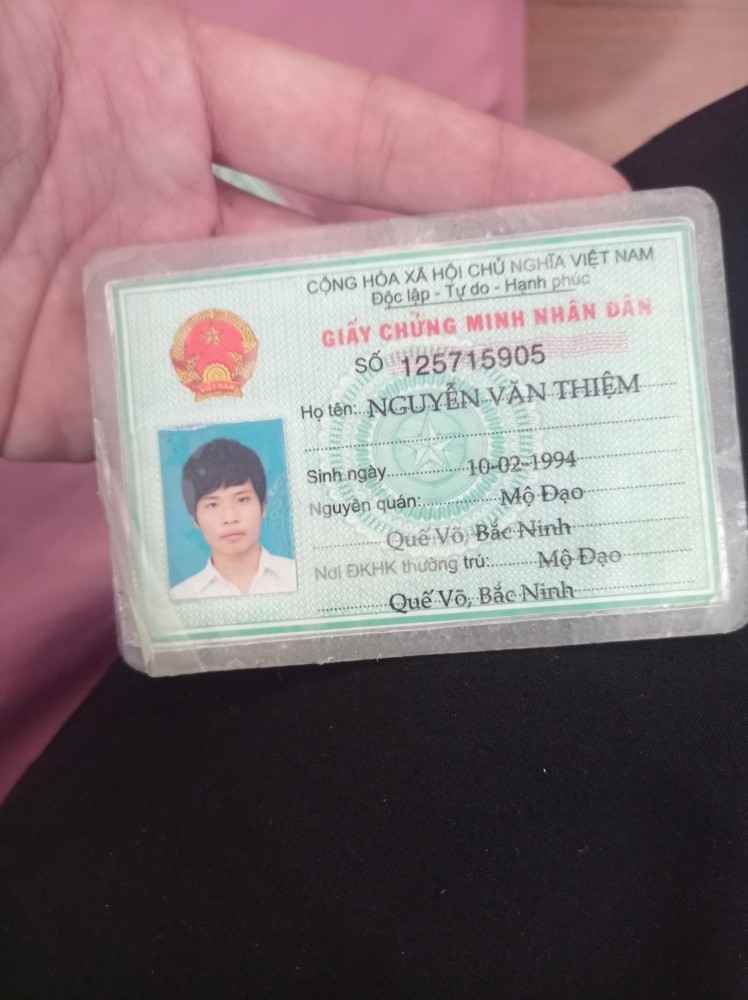 CỘNG HÒA XÃ HỘI CHỦ NGHĨA VIỆT NAM
Độc lập - Tự do - Hạnh phúc
GIẤY CHỨNG MINH NHÂN DÂN
SỐ 125715905
Họ tên: NGUYỄN VĂN THIỆM
Sinh ngày 10-02-1994
Nguyên quán: Mộ Đạo
Quế Võ, Bắc Ninh
Nơi ĐKHK thường trú: Mộ Đạo
Quế Võ, Bắc Ninh
VIỆT NAM